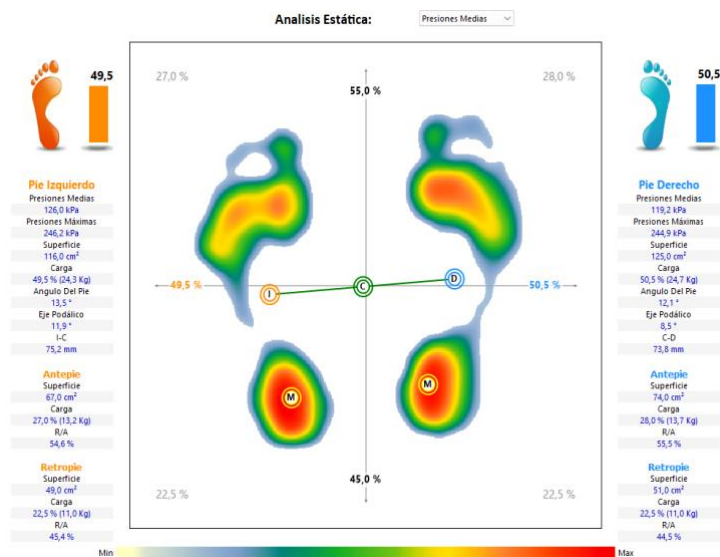 Analisis Estática: Presiones Medias
49,5
27,0 %
55,0 %
28,0 %
50,5
Pie Izquierdo
Presiones Medias
126,0 kPa
Presiones Máximas
246,2 kPa
Superficie
116,0 cm²
Carga
49,5 % (24,3 Kg)
Angulo Del Pie
13,5 °
Eje Podálico
11,9 °
I-C
75,2 mm
Antepie
Superficie
67,0 cm²
Carga
27,0 % (13,2 Kg)
R/A
54,6 %
Retropie
Superficie
49,0 cm²
Carga
22,5 % (11,0 Kg)
R/A
45,4 %
49,5 %
I
C
D
50,5 %
M
M
22,5 %
45,0 %
22,5 %
Pie Derecho
Presiones Medias
119,2 kPa
Presiones Máximas
244,9 kPa
Superficie
125,0 cm²
Carga
50,5 % (24,7 Kg)
Angulo Del Pie
12,1 °
Eje Podálico
8,5 °
C-D
73,8 mm
Antepie
Superficie
74,0 cm²
Carga
28,0 % (13,7 Kg)
R/A
55,5 %
Retropie
Superficie
51,0 cm²
Carga
22,5 % (11,0 Kg)
R/A
44,5 %
Min
Max